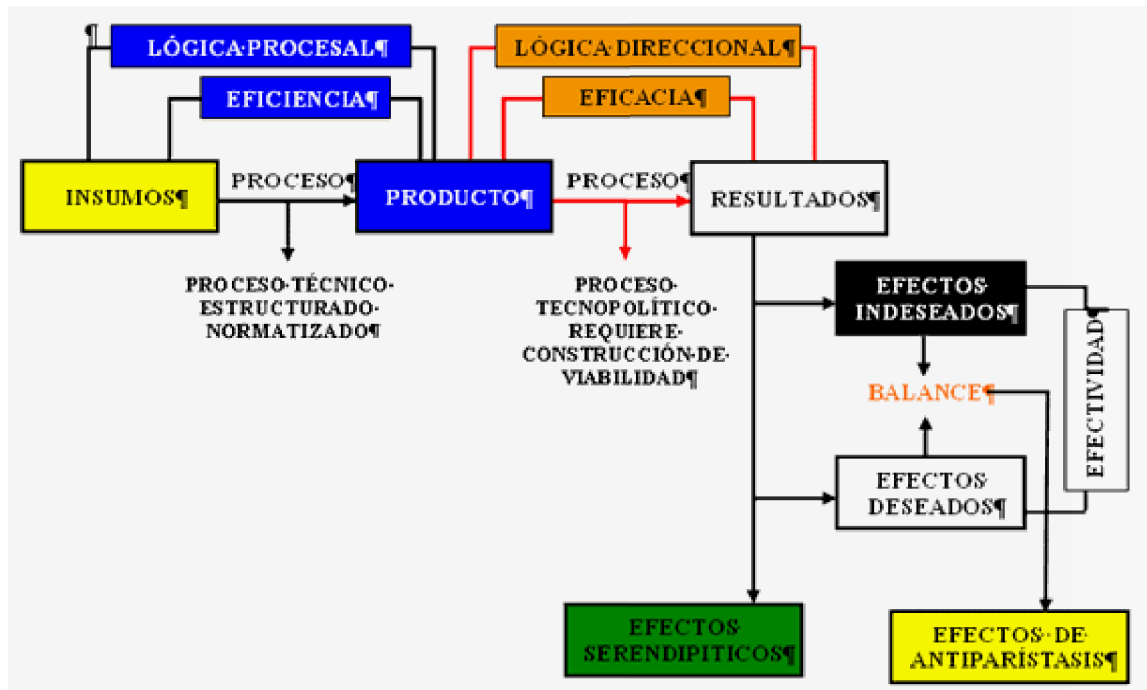 ¶
LÓGICA·PROCESAL¶
LÓGICA·DIRECCIONAL¶
EFICIENCIA¶
EFICACIA¶
INSUMOS¶
PROCESO¶
PRODUCTO¶
PROCESO¶
RESULTADOS¶
PROCESO·TÉCNICO·
ESTRUCTURADO·
NORMATIZADO¶
PROCESO·
TECNOPOLÍTICO·
REQUIERE·
CONSTRUCCIÓN·DE·
VIABILIDAD¶
EFECTOS·
INDESEADOS¶
BALANCE¶
EFECTIVIDAD¶
EFECTOS·
DESEADOS¶
EFECTOS·
SERENDIPITICOS¶
EFECTOS··DE·
ANTIPARÍSTASIS¶